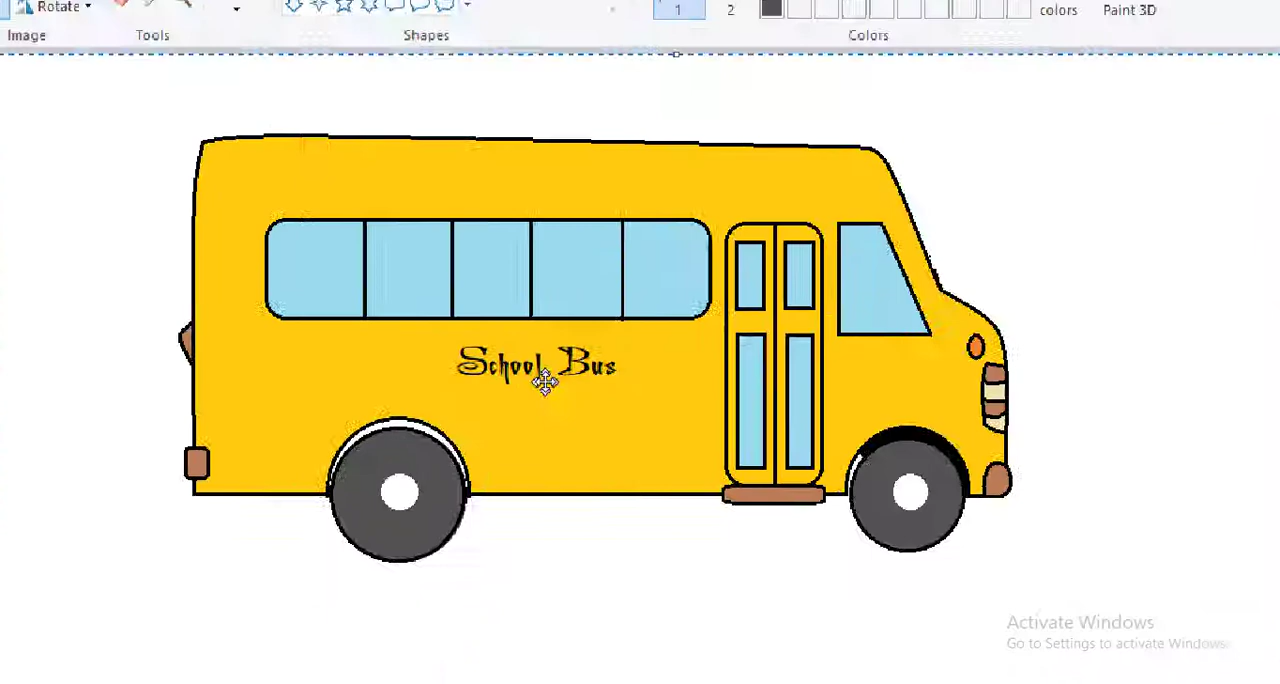 Rotate
1
2
colors
Paint 3D
Image
Tools
Shapes
Colors
School Bus
Activate Windows
Go to Settings to activate Windows.